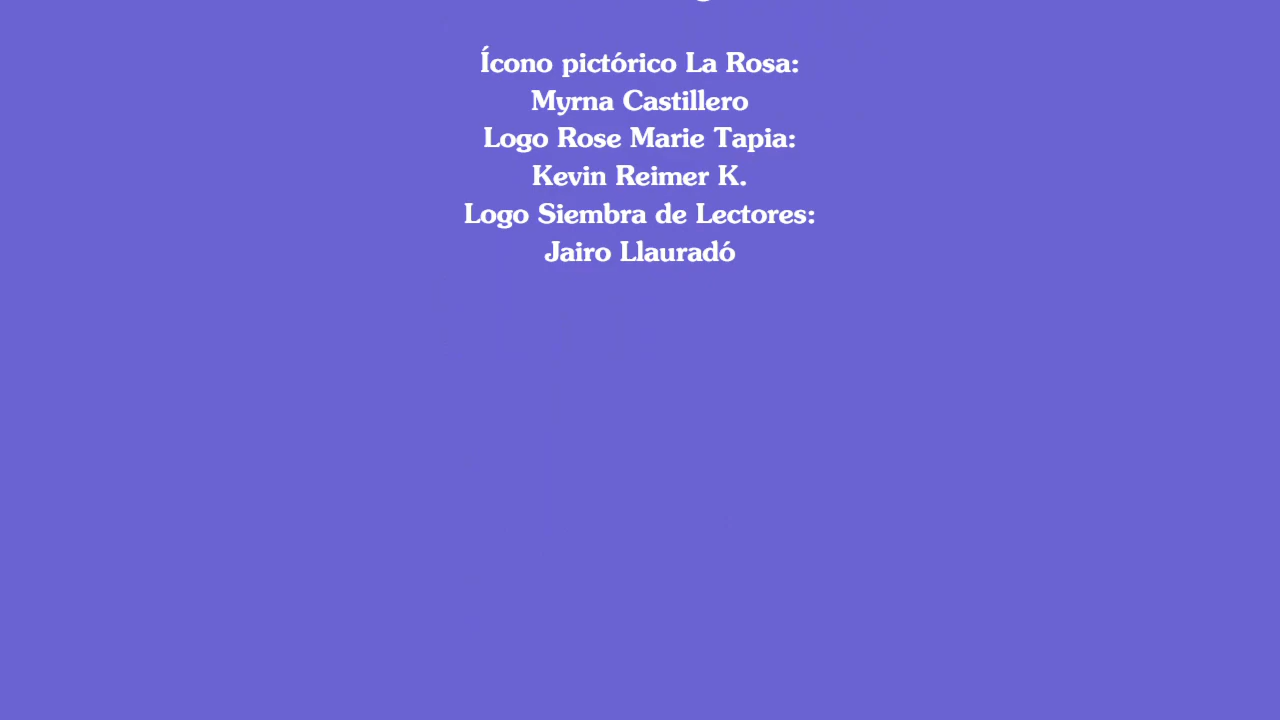 Ícono pictórico La Rosa:
Myrna Castillero
Logo Rose Marie Tapia:
Kevin Reimer K.
Logo Siembra de Lectores:
Jairo Llauradó